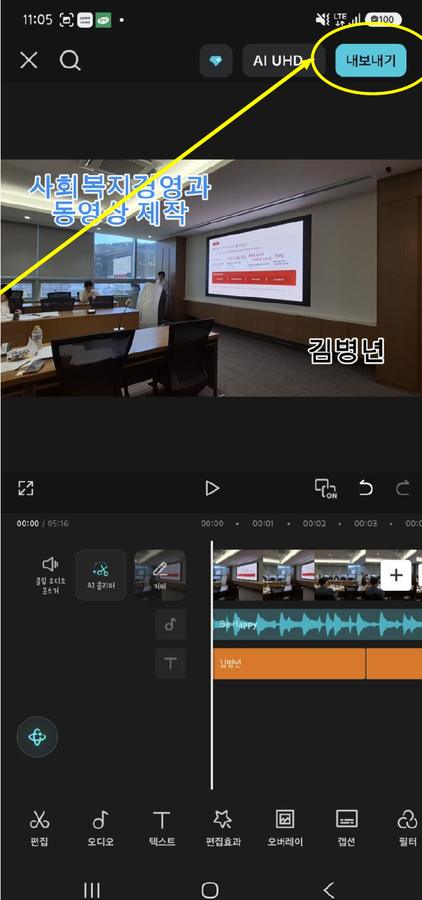 11:05
LTE
100
AI UHD
내보내기
사회복지경영과
동영상 제작
김병년
ON
00:00 / 05:16
00:00
00:01
00:02
00:03
클립 오디오
음소거
AI 클리퍼
커버
Be Happy
김병년
편집
오디오
텍스트
편집효과
오버레이
캡션
필터